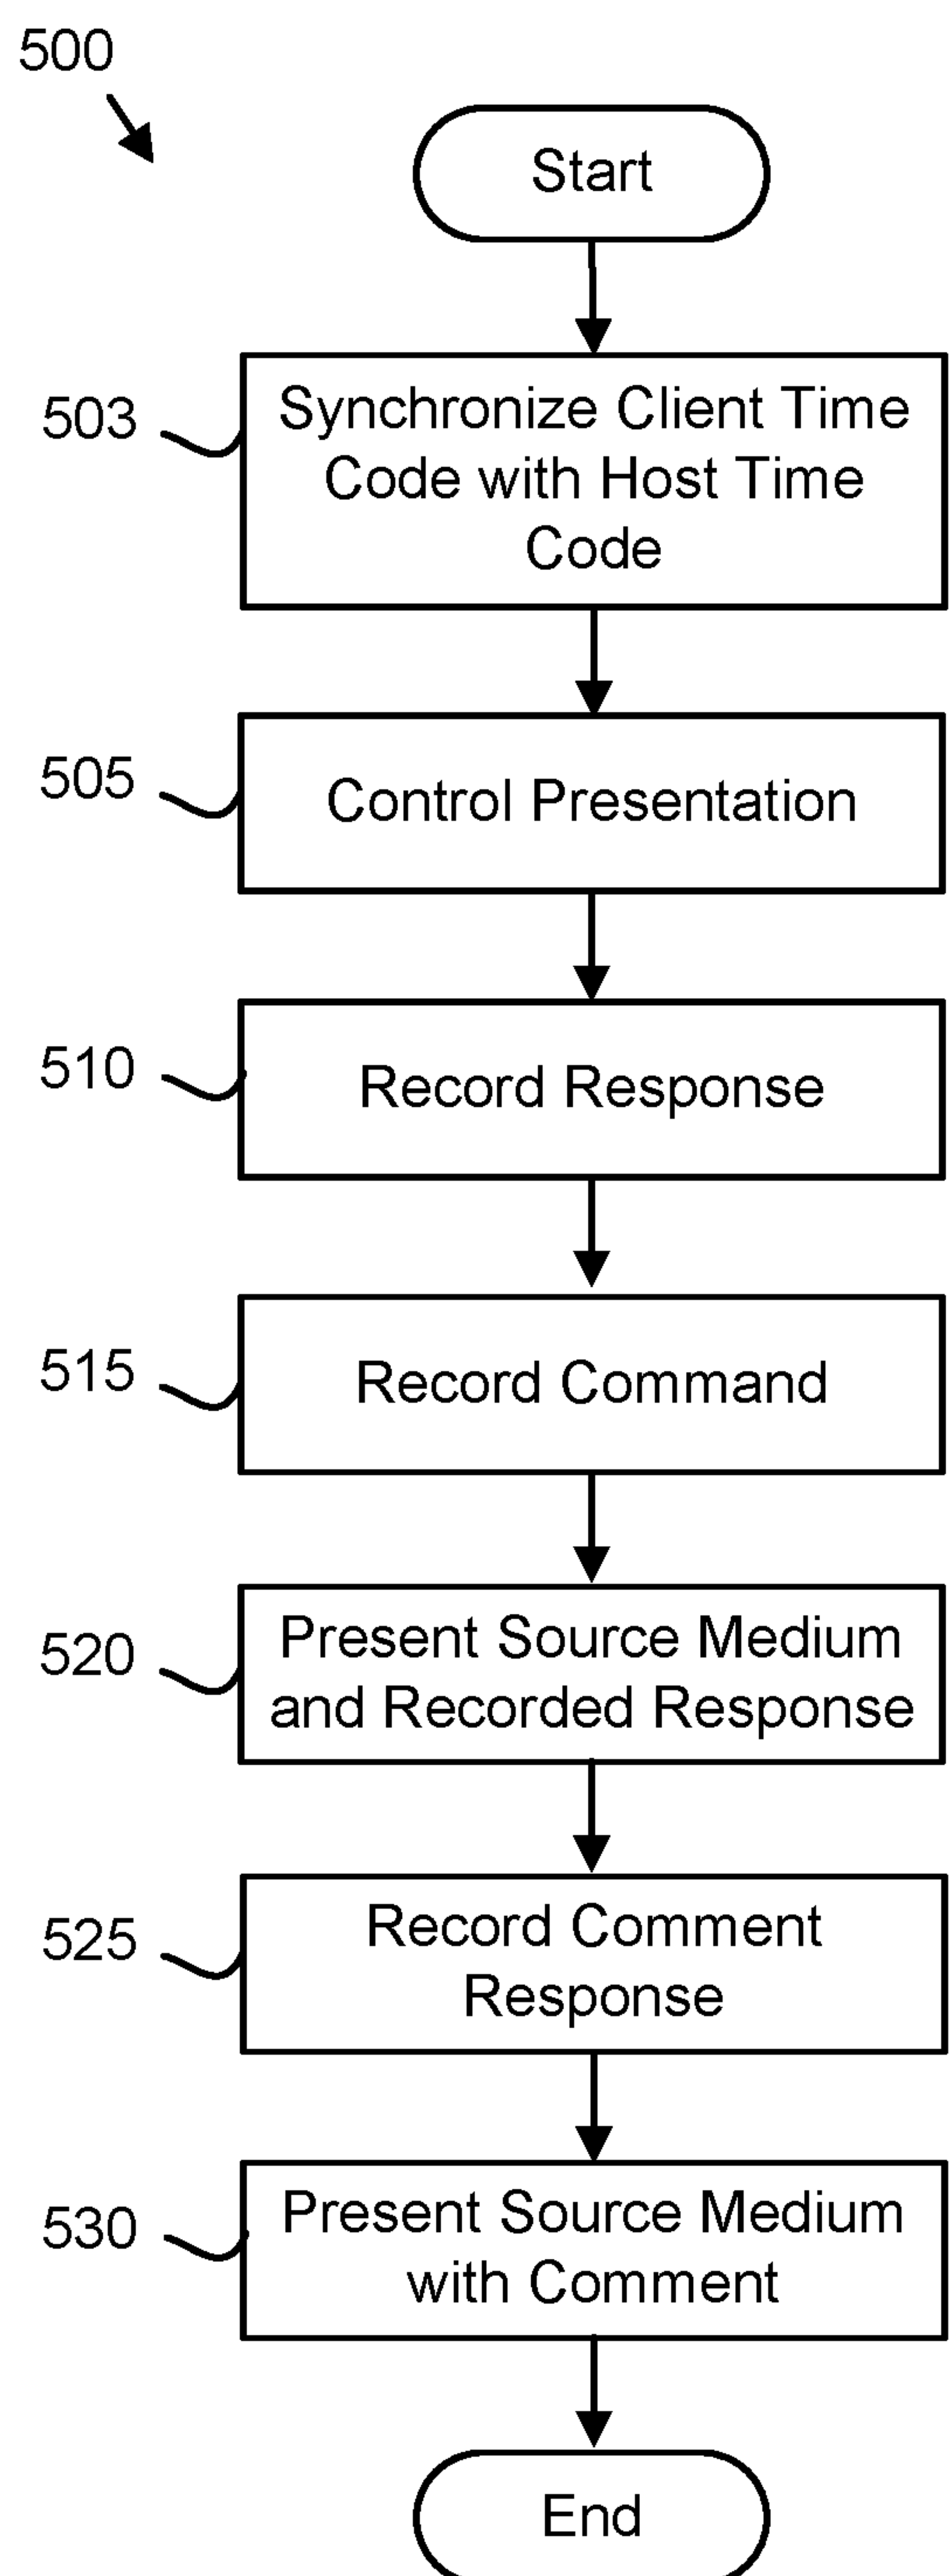 500
Start
503
Synchronize Client Time
Code with Host Time
Code
505
Control Presentation
510
Record Response
515
Record Command
520
Present Source Medium
and Recorded Response
525
Record Comment
Response
530
Present Source Medium
with Comment
End